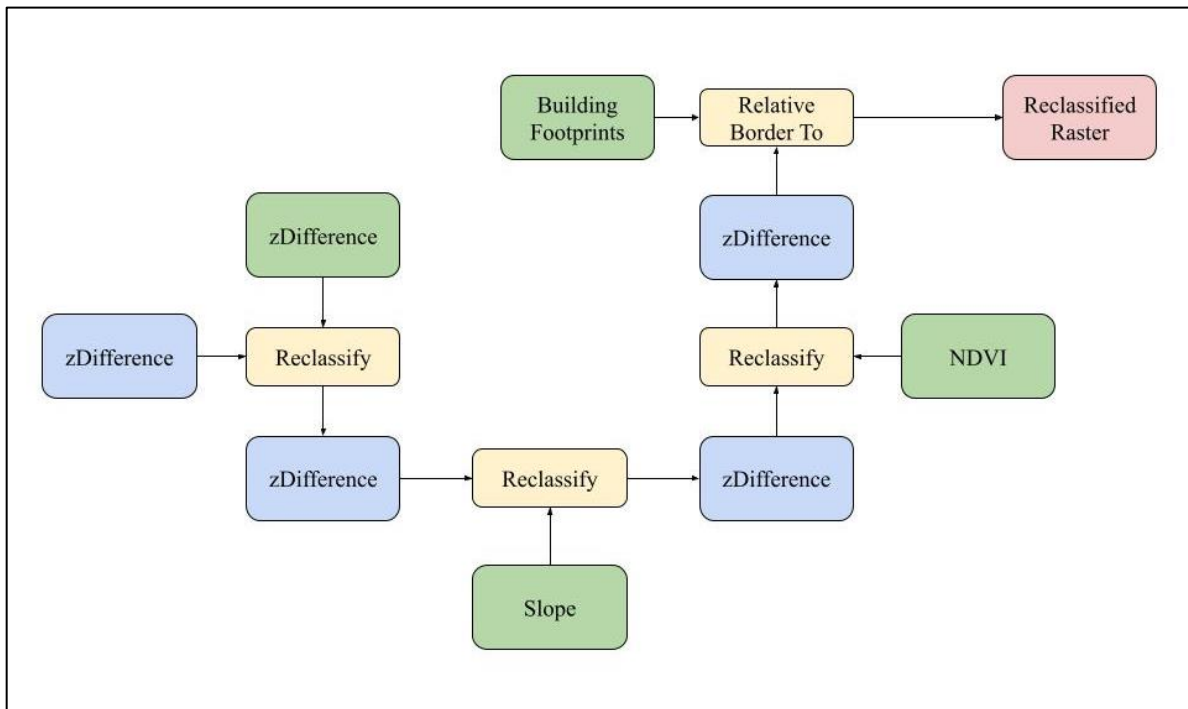 Building
Footprints
Relative
Border To
Reclassified
Raster
zDifference
zDifference
zDifference
Reclassify
Reclassify
NDVI
zDifference
Reclassify
zDifference
Slope